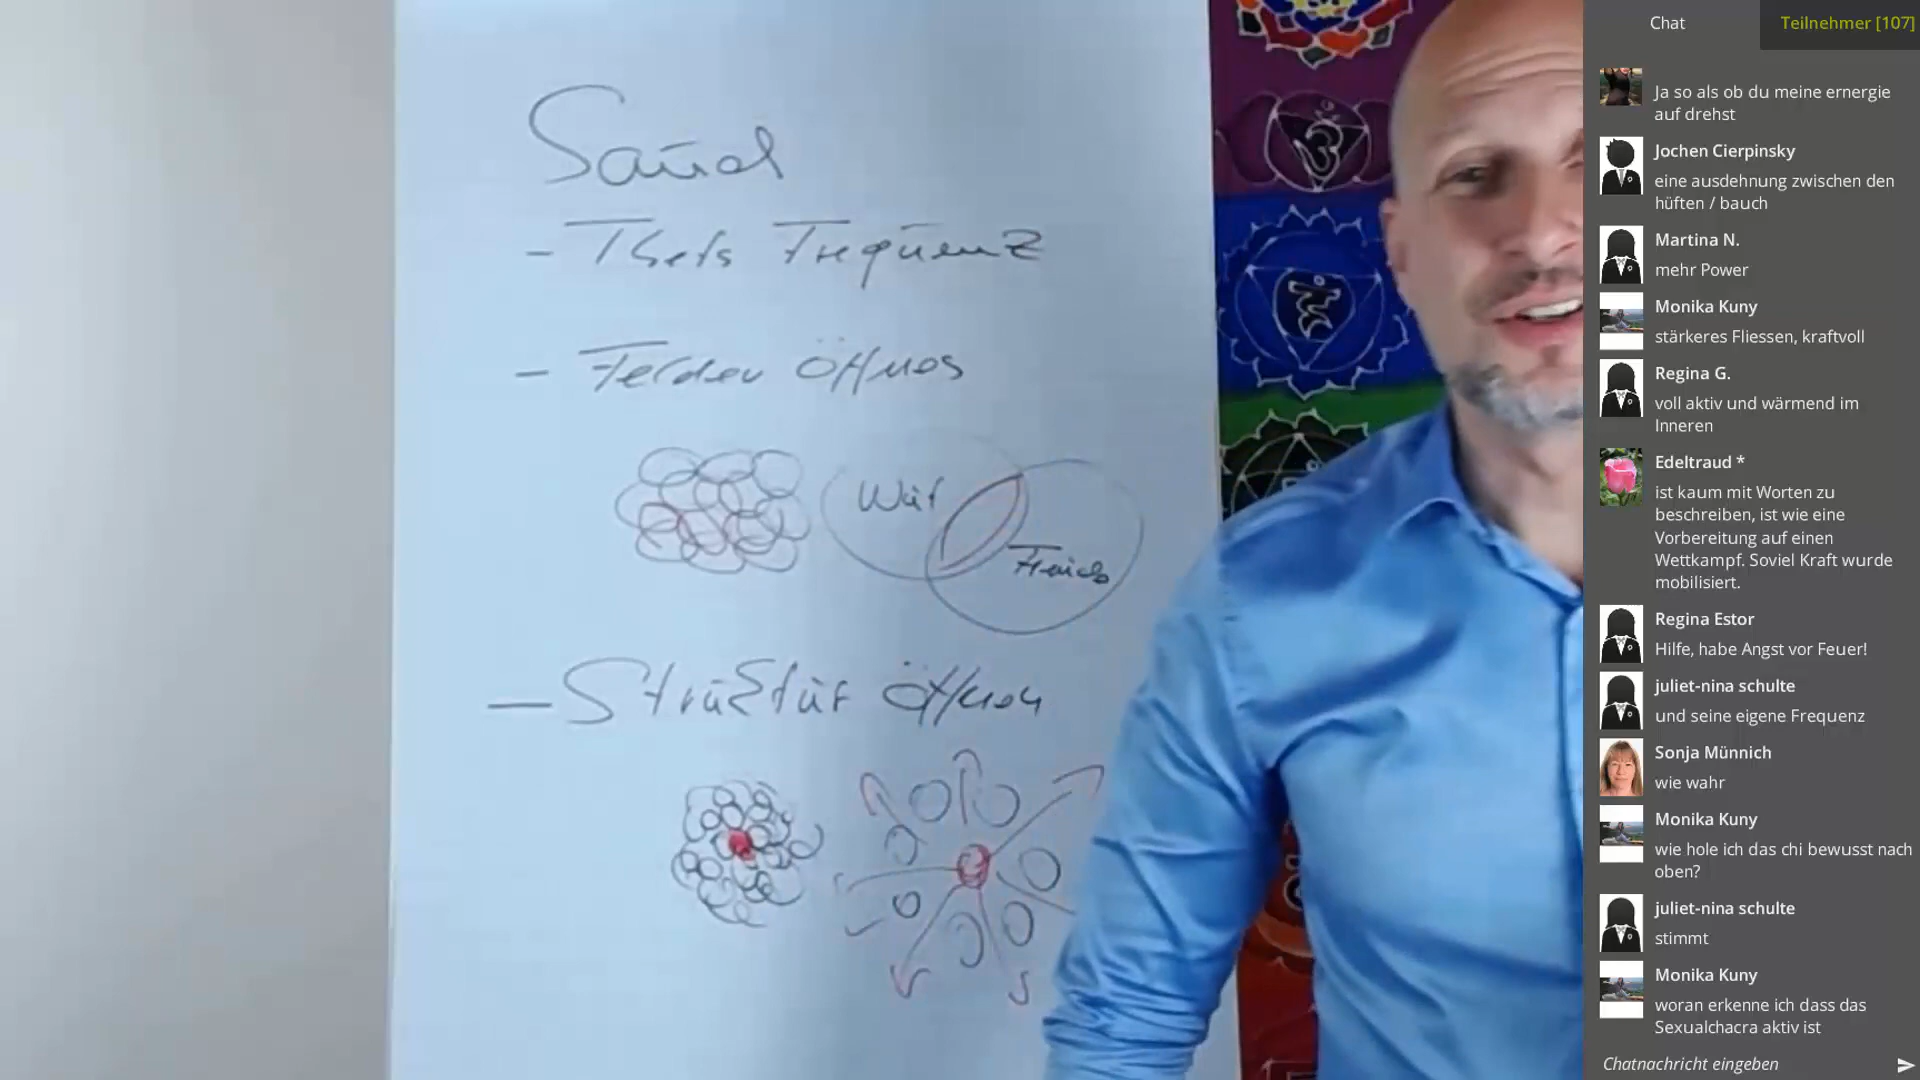 Chat
Teilnehmer [107]
Ja so als ob du meine ernergie
auf drehst
Jochen Cierpinsky
eine ausdehnung zwischen den
hüften / bauch
Martina N.
mehr Power
Monika Kuny
stärkeres Fliessen, kraftvoll
Regina G.
voll aktiv und wärmend im
Inneren
Edeltraud *
ist kaum mit Worten zu
beschreiben, ist wie eine
Vorbereitung auf einen
Wettkampf. Soviel Kraft wurde
mobilisiert.
Regina Estor
Hilfe, habe Angst vor Feuer!
juliet-nina schulte
und seine eigene Frequenz
Sonja Münnich
wie wahr
Monika Kuny
wie hole ich das chi bewusst nach
oben?
juliet-nina schulte
stimmt
Monika Kuny
woran erkenne ich dass das
Sexualchacra aktiv ist
Chatnachricht eingeben
Sound
- Theta Frequenz
- Felder öffnen
Wut
- Struktur öffnen
ॐ